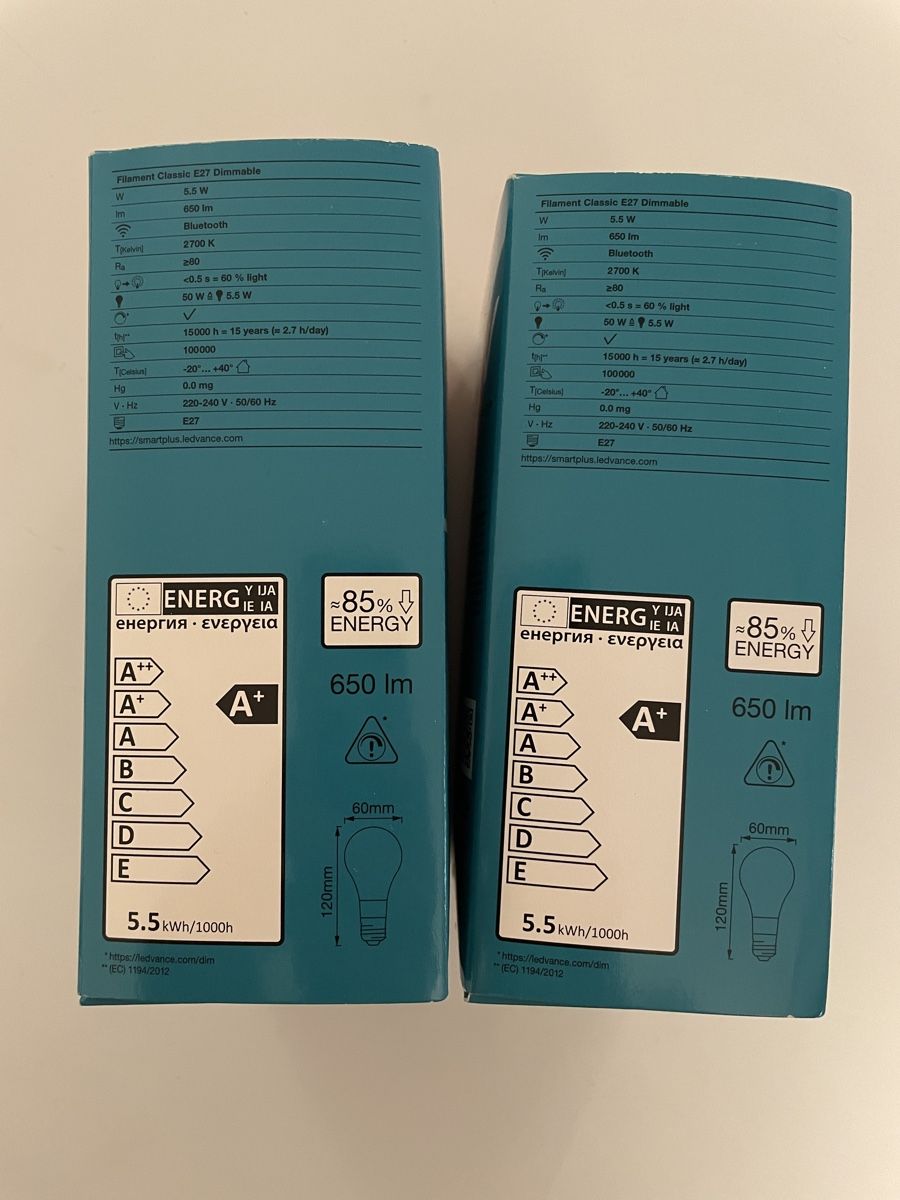 Filament Classic E27 Dimmable
W 5.5 W
lm 650 lm
Bluetooth
T[Kelvin] 2700 K
Ra ≥80
<0.5 s = 60 % light
50 W ≙ 5.5 W
t[h]** 15000 h = 15 years (≈ 2.7 h/day)
100000
T[Celsius] -20°... +40°
Hg 0.0 mg
V · Hz 220-240 V · 50/60 Hz
E27
https://smartplus.ledvance.com
ENERG Y IJA
IE IA
енергия · ενεργεια
A++
A+
A
B
C
D
E
A+
5.5 kWh/1000h
≈85%
ENERGY
650 lm
*
60mm
120mm
* https://ledvance.com/dim
** (EC) 1194/2012
Filament Classic E27 Dimmable
W 5.5 W
lm 650 lm
Bluetooth
T[Kelvin] 2700 K
Ra ≥80
<0.5 s = 60 % light
50 W ≙ 5.5 W
t[h]** 15000 h = 15 years (≈ 2.7 h/day)
100000
T[Celsius] -20°... +40°
Hg 0.0 mg
V · Hz 220-240 V · 50/60 Hz
E27
https://smartplus.ledvance.com
ENERG Y IJA
IE IA
енергия · ενεργεια
A++
A+
A
B
C
D
E
A+
5.5 kWh/1000h
≈85%
ENERGY
650 lm
*
60mm
120mm
* https://ledvance.com/dim
** (EC) 1194/2012